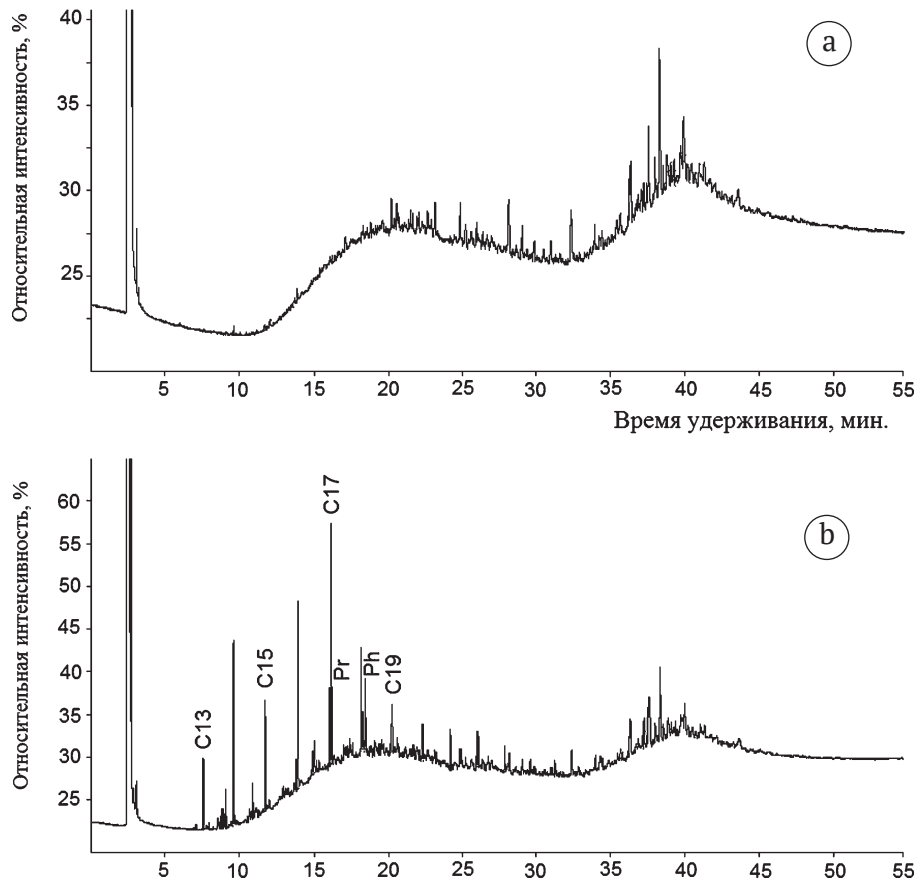 Относительная интенсивность, %
40
35
30
25
a
5 10 15 20 25 30 35 40 45 50 55
Время удерживания, мин.
Относительная интенсивность, %
60
55
50
45
40
35
30
25
b
C13
C15
C17
Pr
Ph
C19
5 10 15 20 25 30 35 40 45 50 55